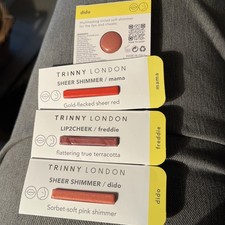 dido
TRINNY LONDON
SHEER SHIMMER / mama
Gold-flecked sheer red
mama
TRINNY LONDON
LIP2CHEEK / freddie
flattering true terracotta
freddie
TRINNY LONDON
SHEER SHIMMER / dido
Sorbet-soft pink shimmer
dido